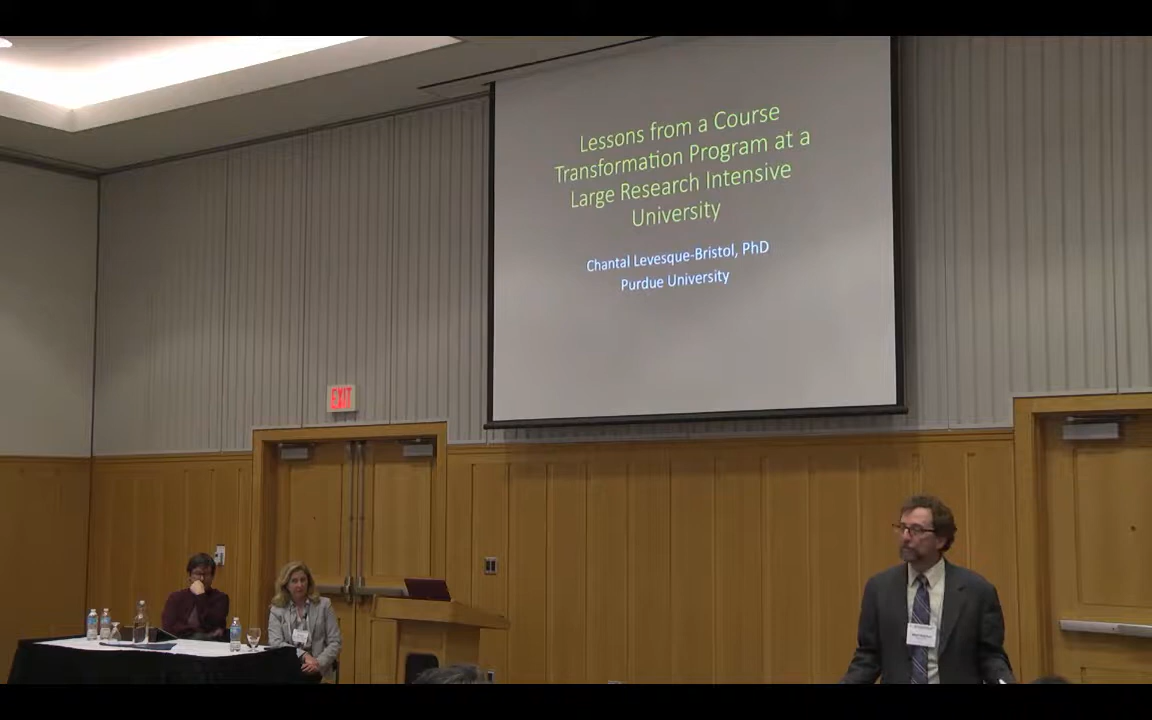 Lessons from a Course
Transformation Program at a
Large Research Intensive
University
Chantal Levesque-Bristol, PhD
Purdue University
EXIT